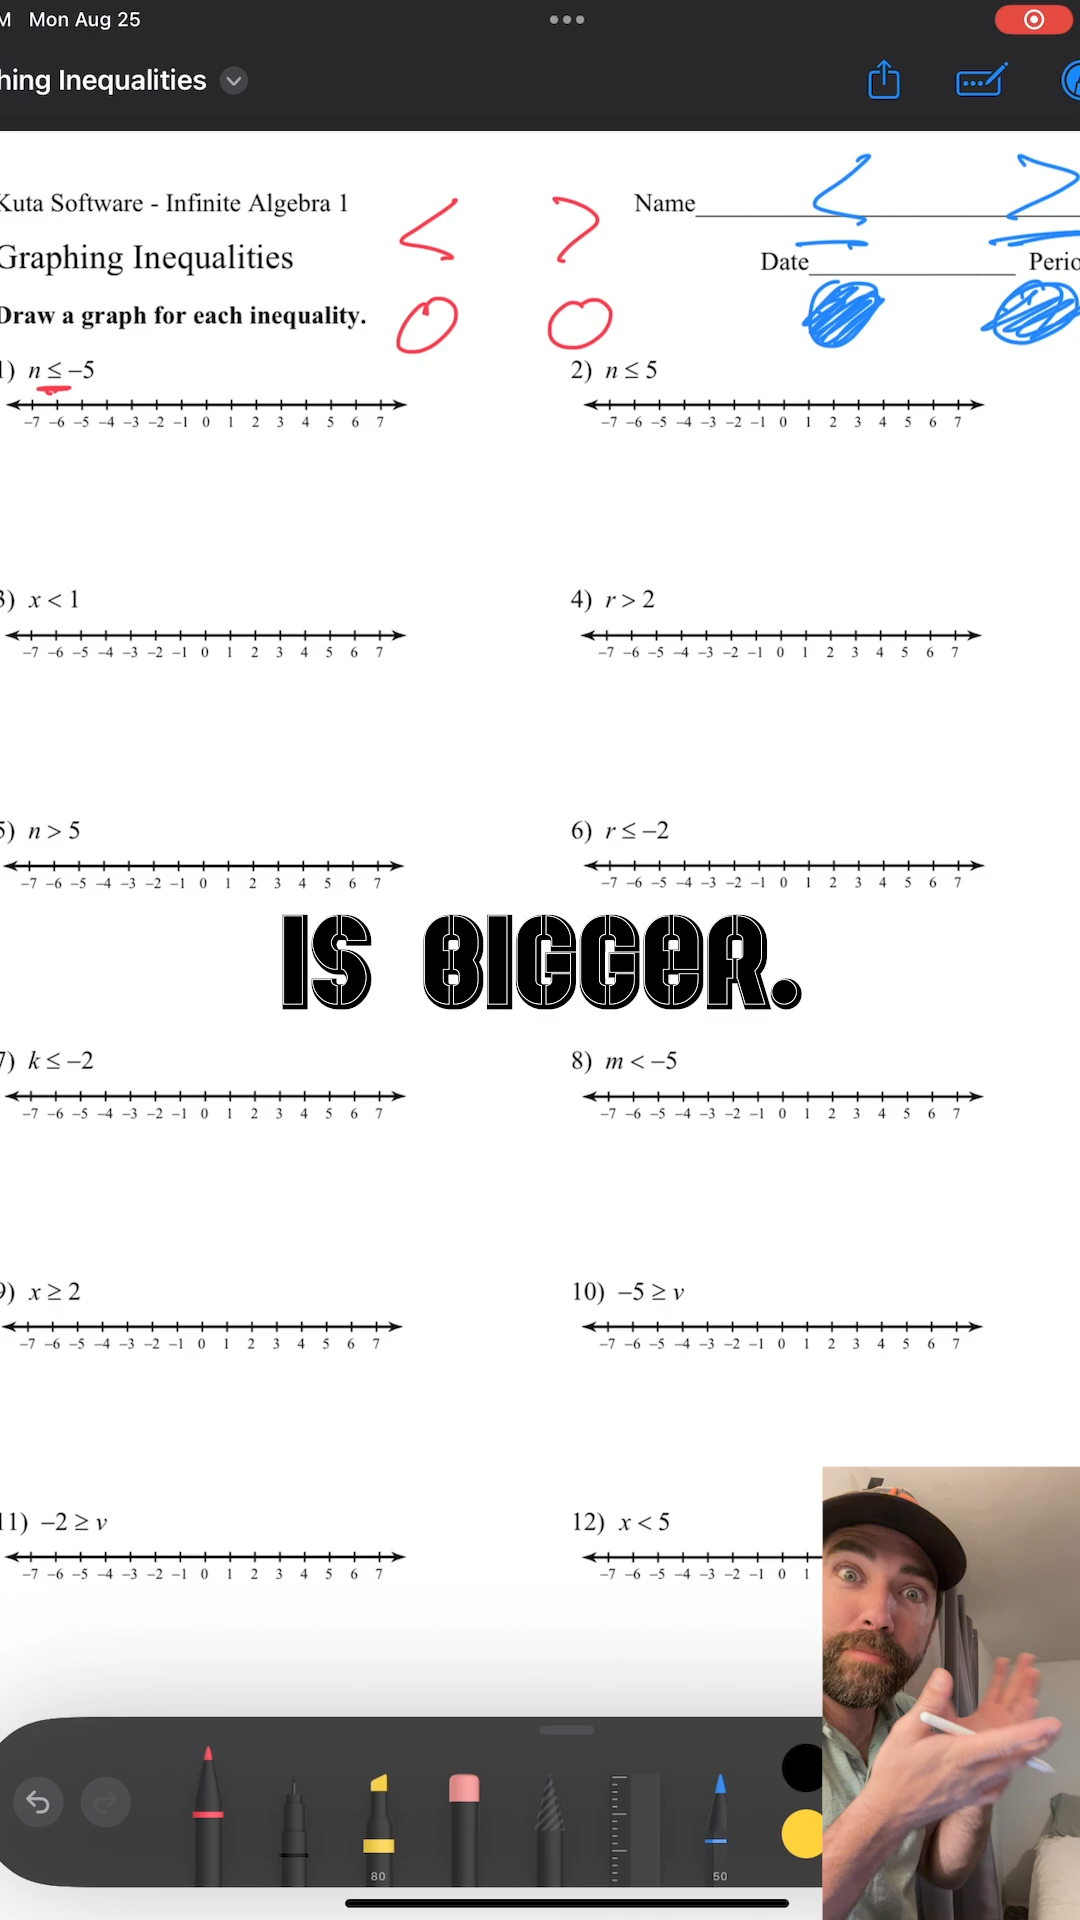 M Mon Aug 25
hing Inequalities
Kuta Software - Infinite Algebra 1
Name
Graphing Inequalities
Date
Perio
Draw a graph for each inequality.
< > ≤ ≥
1) n ≤ −5
2) n ≤ 5
−7 −6 −5 −4 −3 −2 −1 0 1 2 3 4 5 6 7
−7 −6 −5 −4 −3 −2 −1 0 1 2 3 4 5 6 7
3) x < 1
4) r > 2
−7 −6 −5 −4 −3 −2 −1 0 1 2 3 4 5 6 7
−7 −6 −5 −4 −3 −2 −1 0 1 2 3 4 5 6 7
5) n > 5
6) r ≤ −2
−7 −6 −5 −4 −3 −2 −1 0 1 2 3 4 5 6 7
−7 −6 −5 −4 −3 −2 −1 0 1 2 3 4 5 6 7
IS BIGGER.
7) k ≤ −2
8) m < −5
−7 −6 −5 −4 −3 −2 −1 0 1 2 3 4 5 6 7
−7 −6 −5 −4 −3 −2 −1 0 1 2 3 4 5 6 7
9) x ≥ 2
10) −5 ≥ v
−7 −6 −5 −4 −3 −2 −1 0 1 2 3 4 5 6 7
−7 −6 −5 −4 −3 −2 −1 0 1 2 3 4 5 6 7
11) −2 ≥ v
12) x < 5
−7 −6 −5 −4 −3 −2 −1 0 1 2 3 4 5 6 7
−7 −6 −5 −4 −3 −2 −1 0 1
80
50